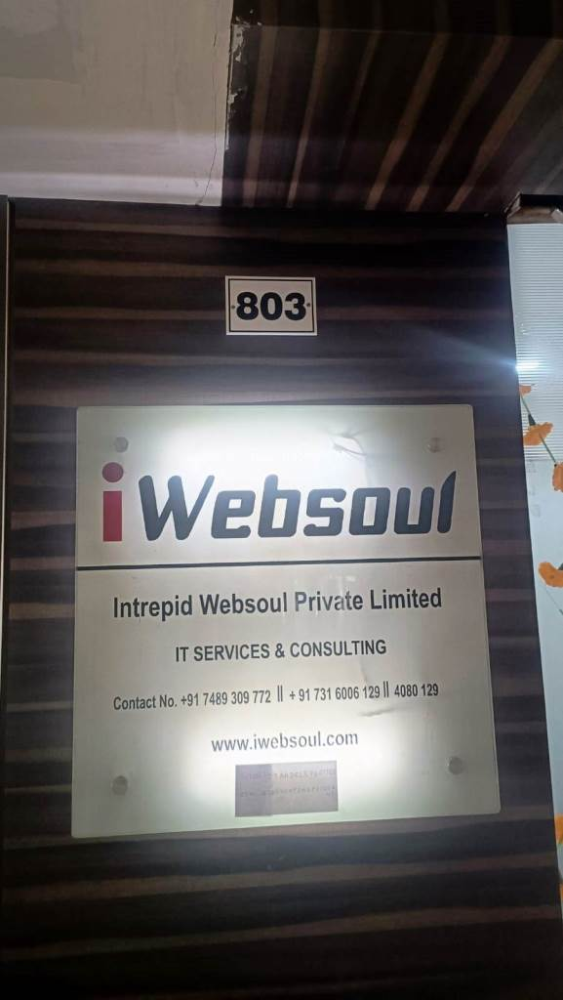 803
iWebsoul
Intrepid Websoul Private Limited
IT SERVICES & CONSULTING
Contact No. +91 7489 309 772 || + 91 731 6006 129 || 4080 129
www.iwebsoul.com